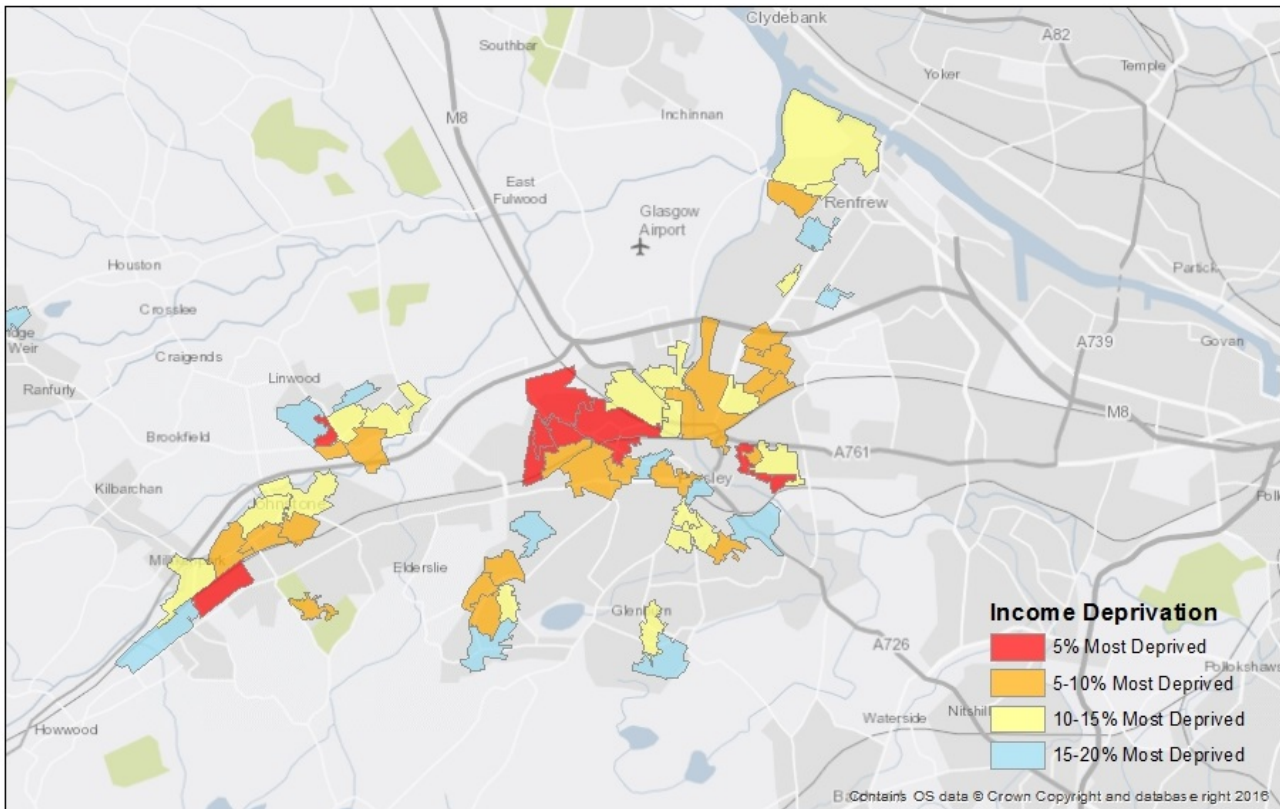 Clydebank
A82
Southbar
Temple
Yoker
M8
Inchinnan
East
Fulwood
Glasgow
Airport
Renfrew
Houston
Partick
Crosslee
Weir
Craigends
A739
Govan
Linwood
Ranfurly
M8
Brookfield
A761
Kilbarchan
Johnstone
Elderslie
A726
Howwood
Waterside
Nitshill
Income Deprivation
5% Most Deprived
5-10% Most Deprived
10-15% Most Deprived
15-20% Most Deprived
Contains OS data © Crown Copyright and database right 2016